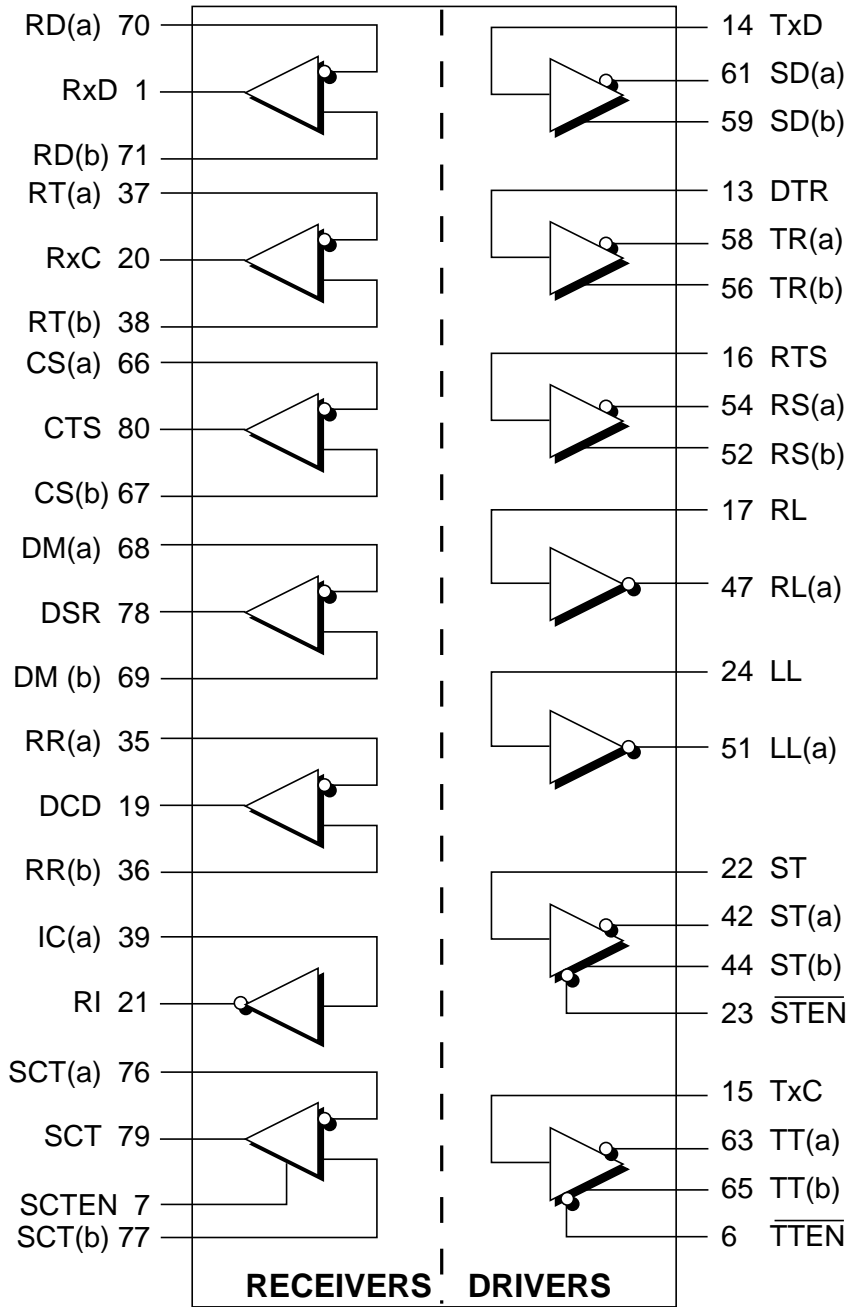 RD(a) 70
RxD 1
RD(b) 71
RT(a) 37
RxC 20
RT(b) 38
CS(a) 66
CTS 80
CS(b) 67
DM(a) 68
DSR 78
DM (b) 69
RR(a) 35
DCD 19
RR(b) 36
IC(a) 39
RI 21
SCT(a) 76
SCT 79
SCTEN 7
SCT(b) 77
RECEIVERS
14 TxD
61 SD(a)
59 SD(b)
13 DTR
58 TR(a)
56 TR(b)
16 RTS
54 RS(a)
52 RS(b)
17 RL
47 RL(a)
24 LL
51 LL(a)
22 ST
42 ST(a)
44 ST(b)
23 S̅T̅E̅N̅
15 TxC
63 TT(a)
65 TT(b)
6 T̅T̅E̅N̅
DRIVERS